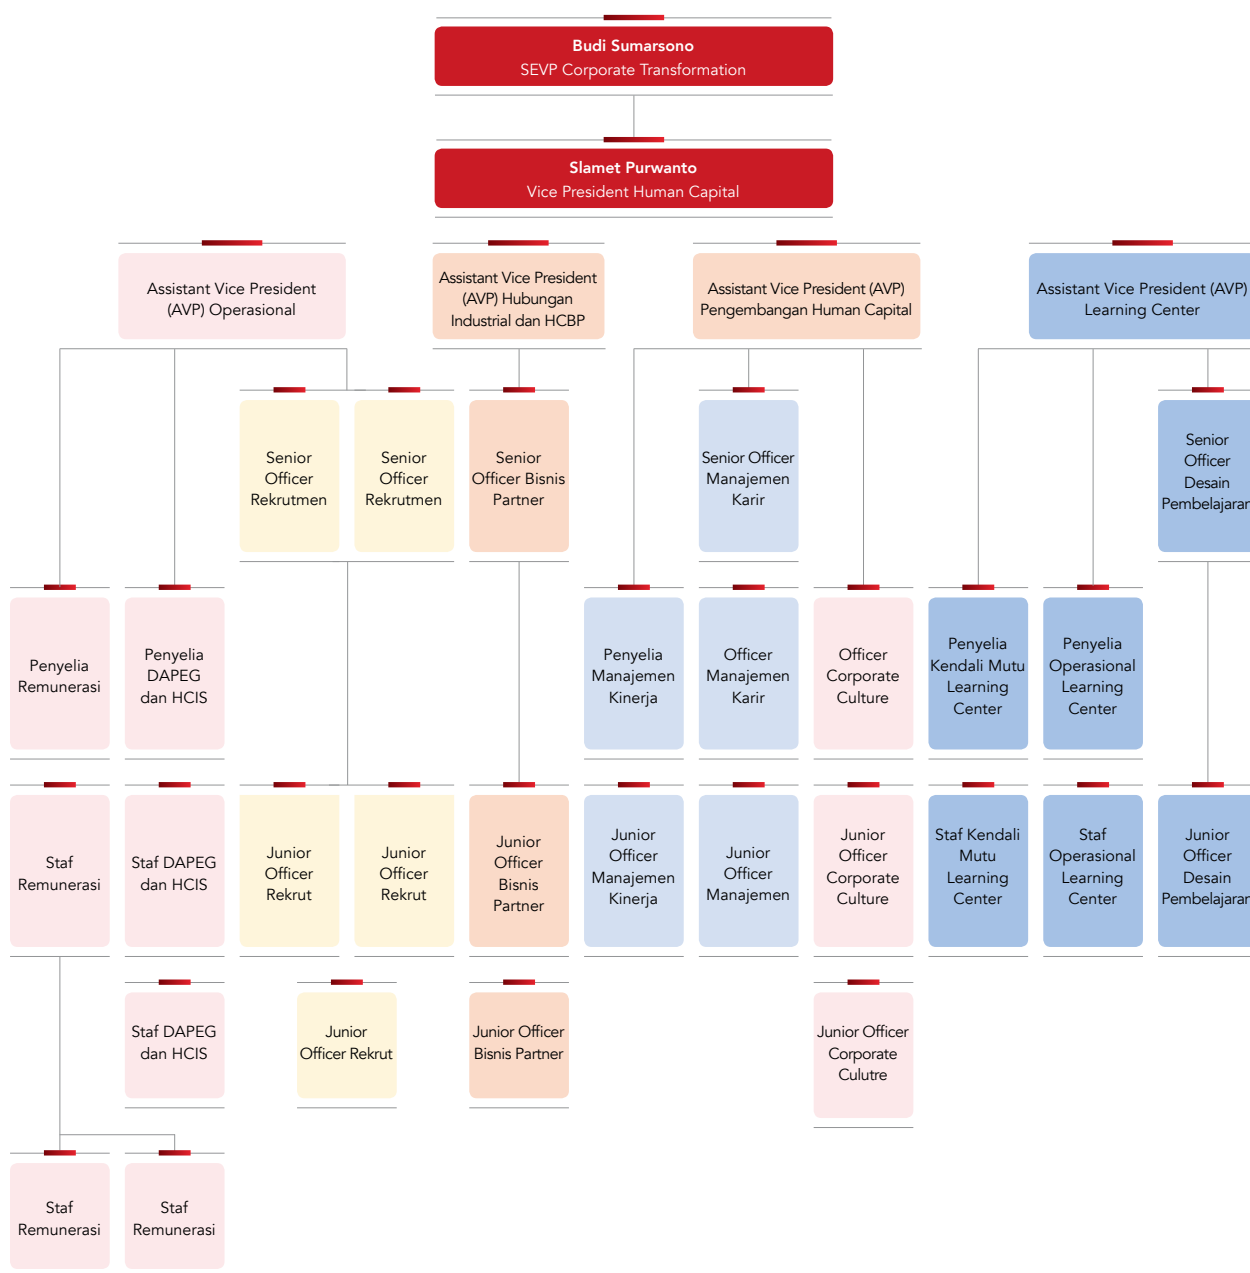 Budi Sumarsono
SEVP Corporate Transformation
Slamet Purwanto
Vice President Human Capital
Assistant Vice President
(AVP) Operasional
Assistant Vice President
(AVP) Hubungan
Industrial dan HCBP
Assistant Vice President (AVP)
Pengembangan Human Capital
Assistant Vice President (AVP)
Learning Center
Senior
Officer
Rekrutmen
Senior
Officer
Rekrutmen
Senior
Officer Bisnis
Partner
Senior Officer
Manajemen
Karir
Senior
Officer
Desain
Pembelajaran
Penyelia
Remunerasi
Penyelia
DAPEG
dan HCIS
Penyelia
Manajemen
Kinerja
Officer
Manajemen
Karir
Officer
Corporate
Culture
Penyelia
Kendali Mutu
Learning
Center
Penyelia
Operasional
Learning
Center
Staf
Remunerasi
Staf DAPEG
dan HCIS
Junior
Officer
Rekrut
Junior
Officer
Rekrut
Junior
Officer
Bisnis
Partner
Junior
Officer
Manajemen
Kinerja
Junior
Officer
Manajemen
Junior
Officer
Corporate
Culture
Staf Kendali
Mutu
Learning
Center
Staf
Operasional
Learning
Center
Junior
Officer
Desain
Pembelajaran
Staf DAPEG
dan HCIS
Junior
Officer Rekrut
Junior Officer
Bisnis Partner
Junior Officer
Corporate
Culutre
Staf
Remunerasi
Staf
Remunerasi